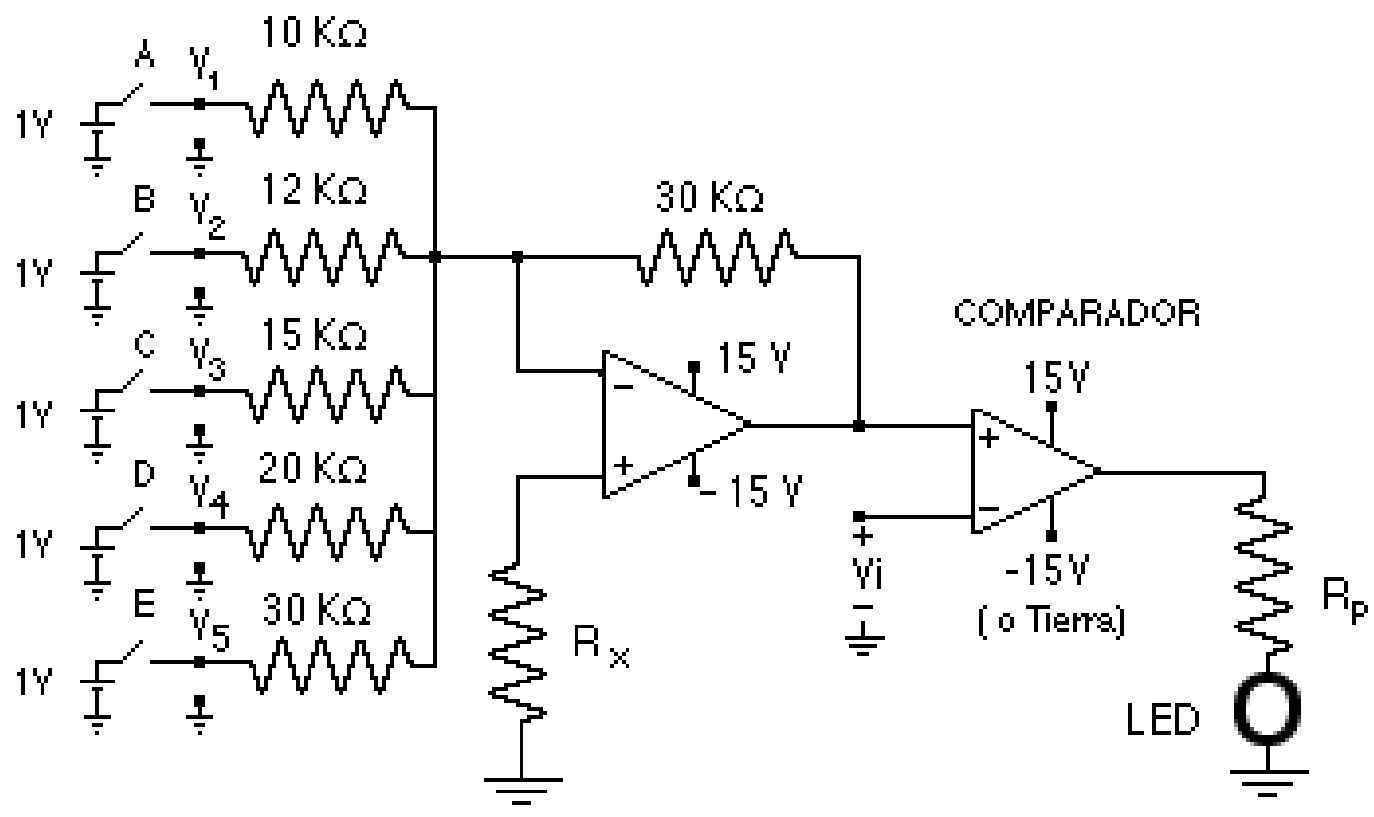 10 KΩ
A
V1
1V
12 KΩ
B
V2
1V
30 KΩ
15 KΩ
C
V3
1V
COMPARADOR
15 V
15V
-
+
+
-
- 15 V
20 KΩ
D
V4
1V
+
Vi
-
-15V
( o Tierra)
30 KΩ
E
V5
1V
Rx
Rp
LED